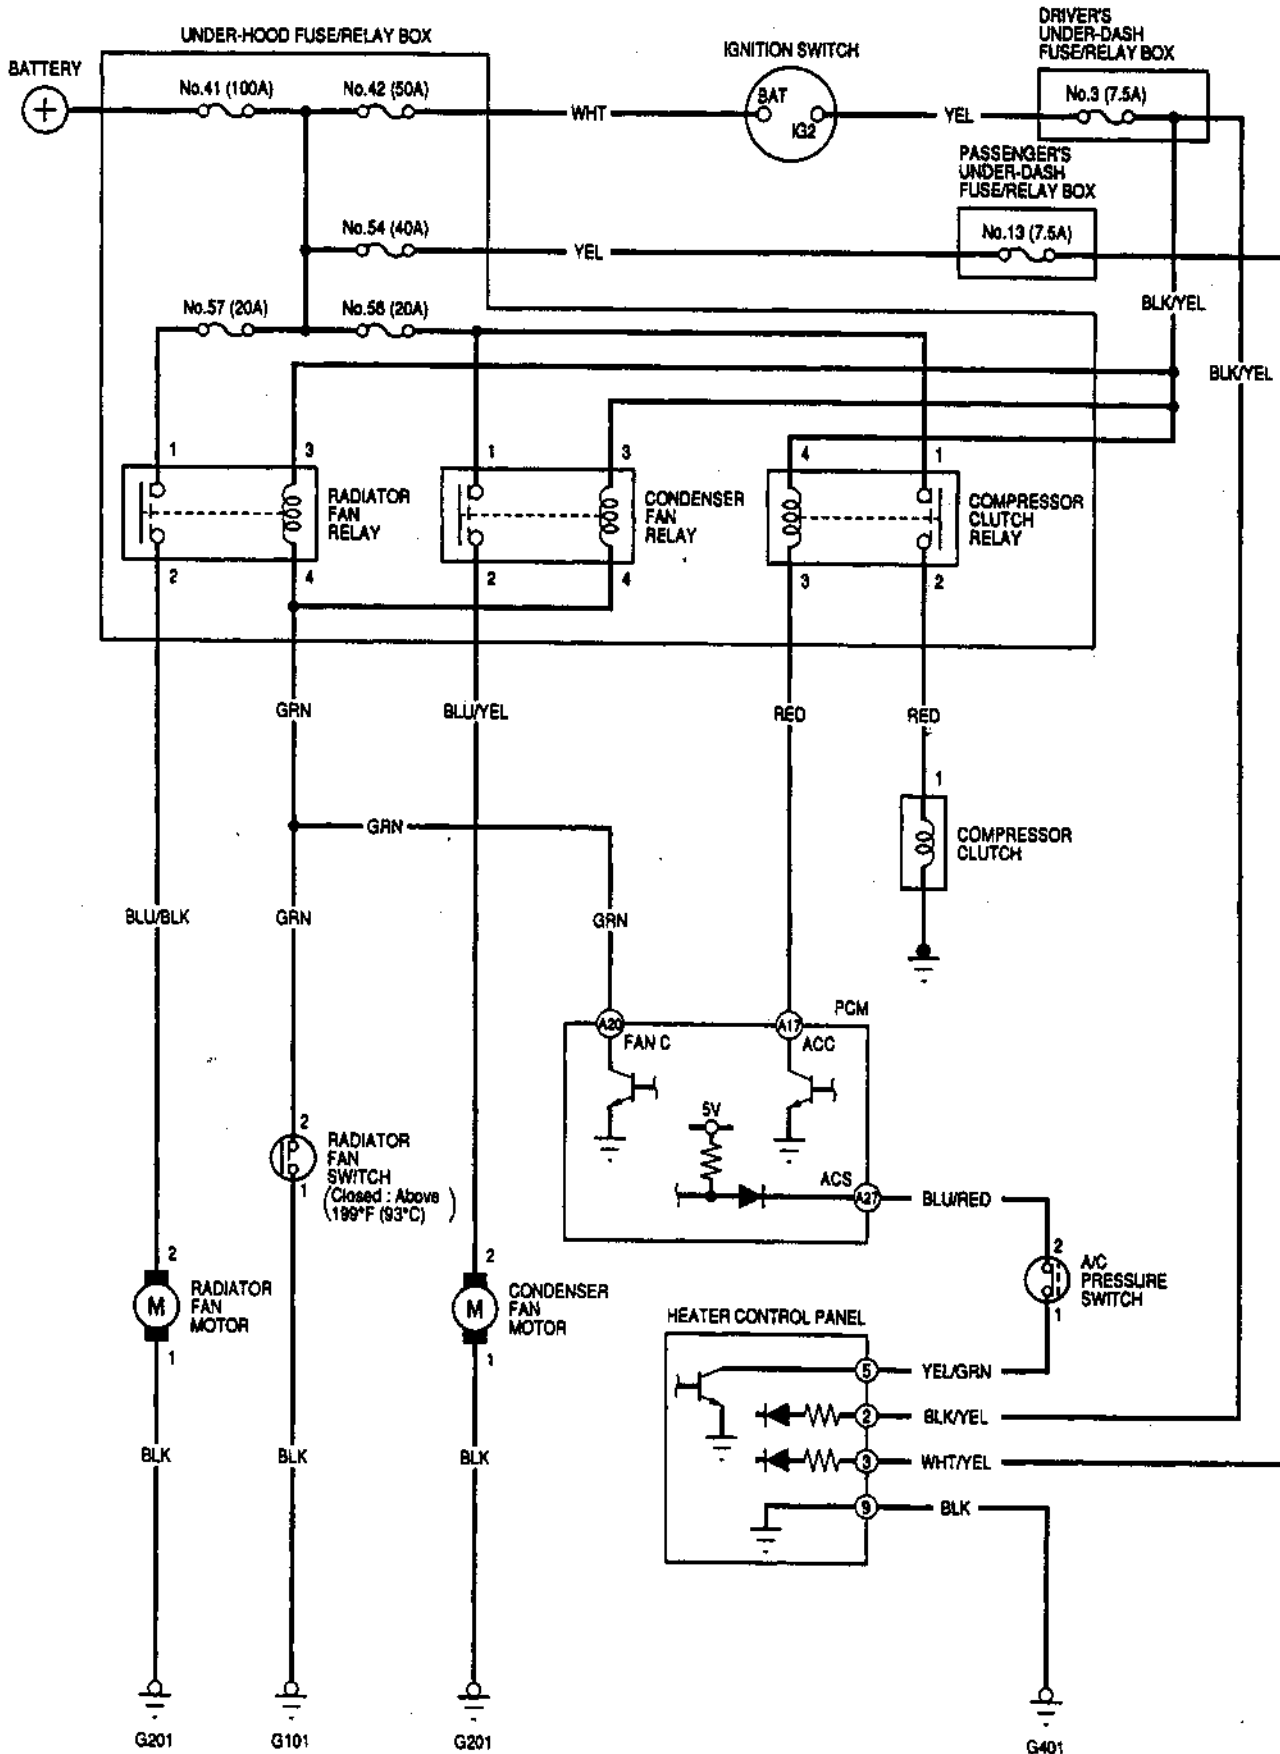 UNDER-HOOD FUSE/RELAY BOX
BATTERY
No.41 (100A)
No.42 (50A)
WHT
IGNITION SWITCH
BAT
IG2
YEL
DRIVER'S
UNDER-DASH
FUSE/RELAY BOX
No.3 (7.5A)
PASSENGER'S
UNDER-DASH
FUSE/RELAY BOX
No.54 (40A)
YEL
No.13 (7.5A)
No.57 (20A)
No.58 (20A)
BLK/YEL
BLK/YEL
1
3
1
3
4
1
RADIATOR
FAN
RELAY
CONDENSER
FAN
RELAY
COMPRESSOR
CLUTCH
RELAY
2
4
2
4
3
2
GRN
BLU/YEL
RED
RED
1
GRN
COMPRESSOR
CLUTCH
BLU/BLK
GRN
GRN
PCM
A20
FAN C
A17
ACC
5V
2
RADIATOR
FAN
SWITCH
(Closed : Above
199°F (93°C)
)
1
ACS
A27
BLU/RED
2
A/C
PRESSURE
SWITCH
1
2
M
RADIATOR
FAN
MOTOR
1
2
M
CONDENSER
FAN
MOTOR
1
HEATER CONTROL PANEL
5
YEL/GRN
2
BLK/YEL
3
WHT/YEL
9
BLK
BLK
BLK
BLK
G201
G101
G201
G401